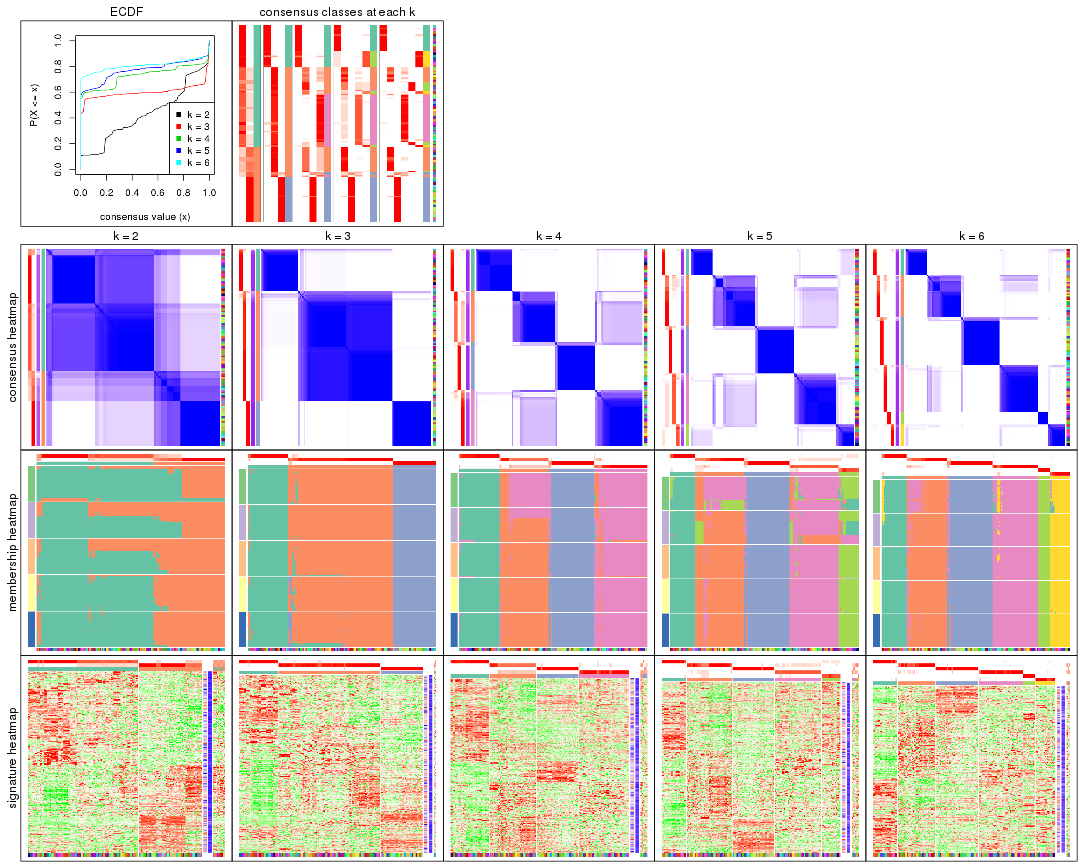 ECDF
consensus classes at each k
P(X <= x)
0.0
0.2
0.4
0.6
0.8
1.0
k = 2
k = 3
k = 4
k = 5
k = 6
0.0 0.2 0.4 0.6 0.8 1.0
consensus value (x)
k = 2
k = 3
k = 4
k = 5
k = 6
consensus heatmap
membership heatmap
signature heatmap